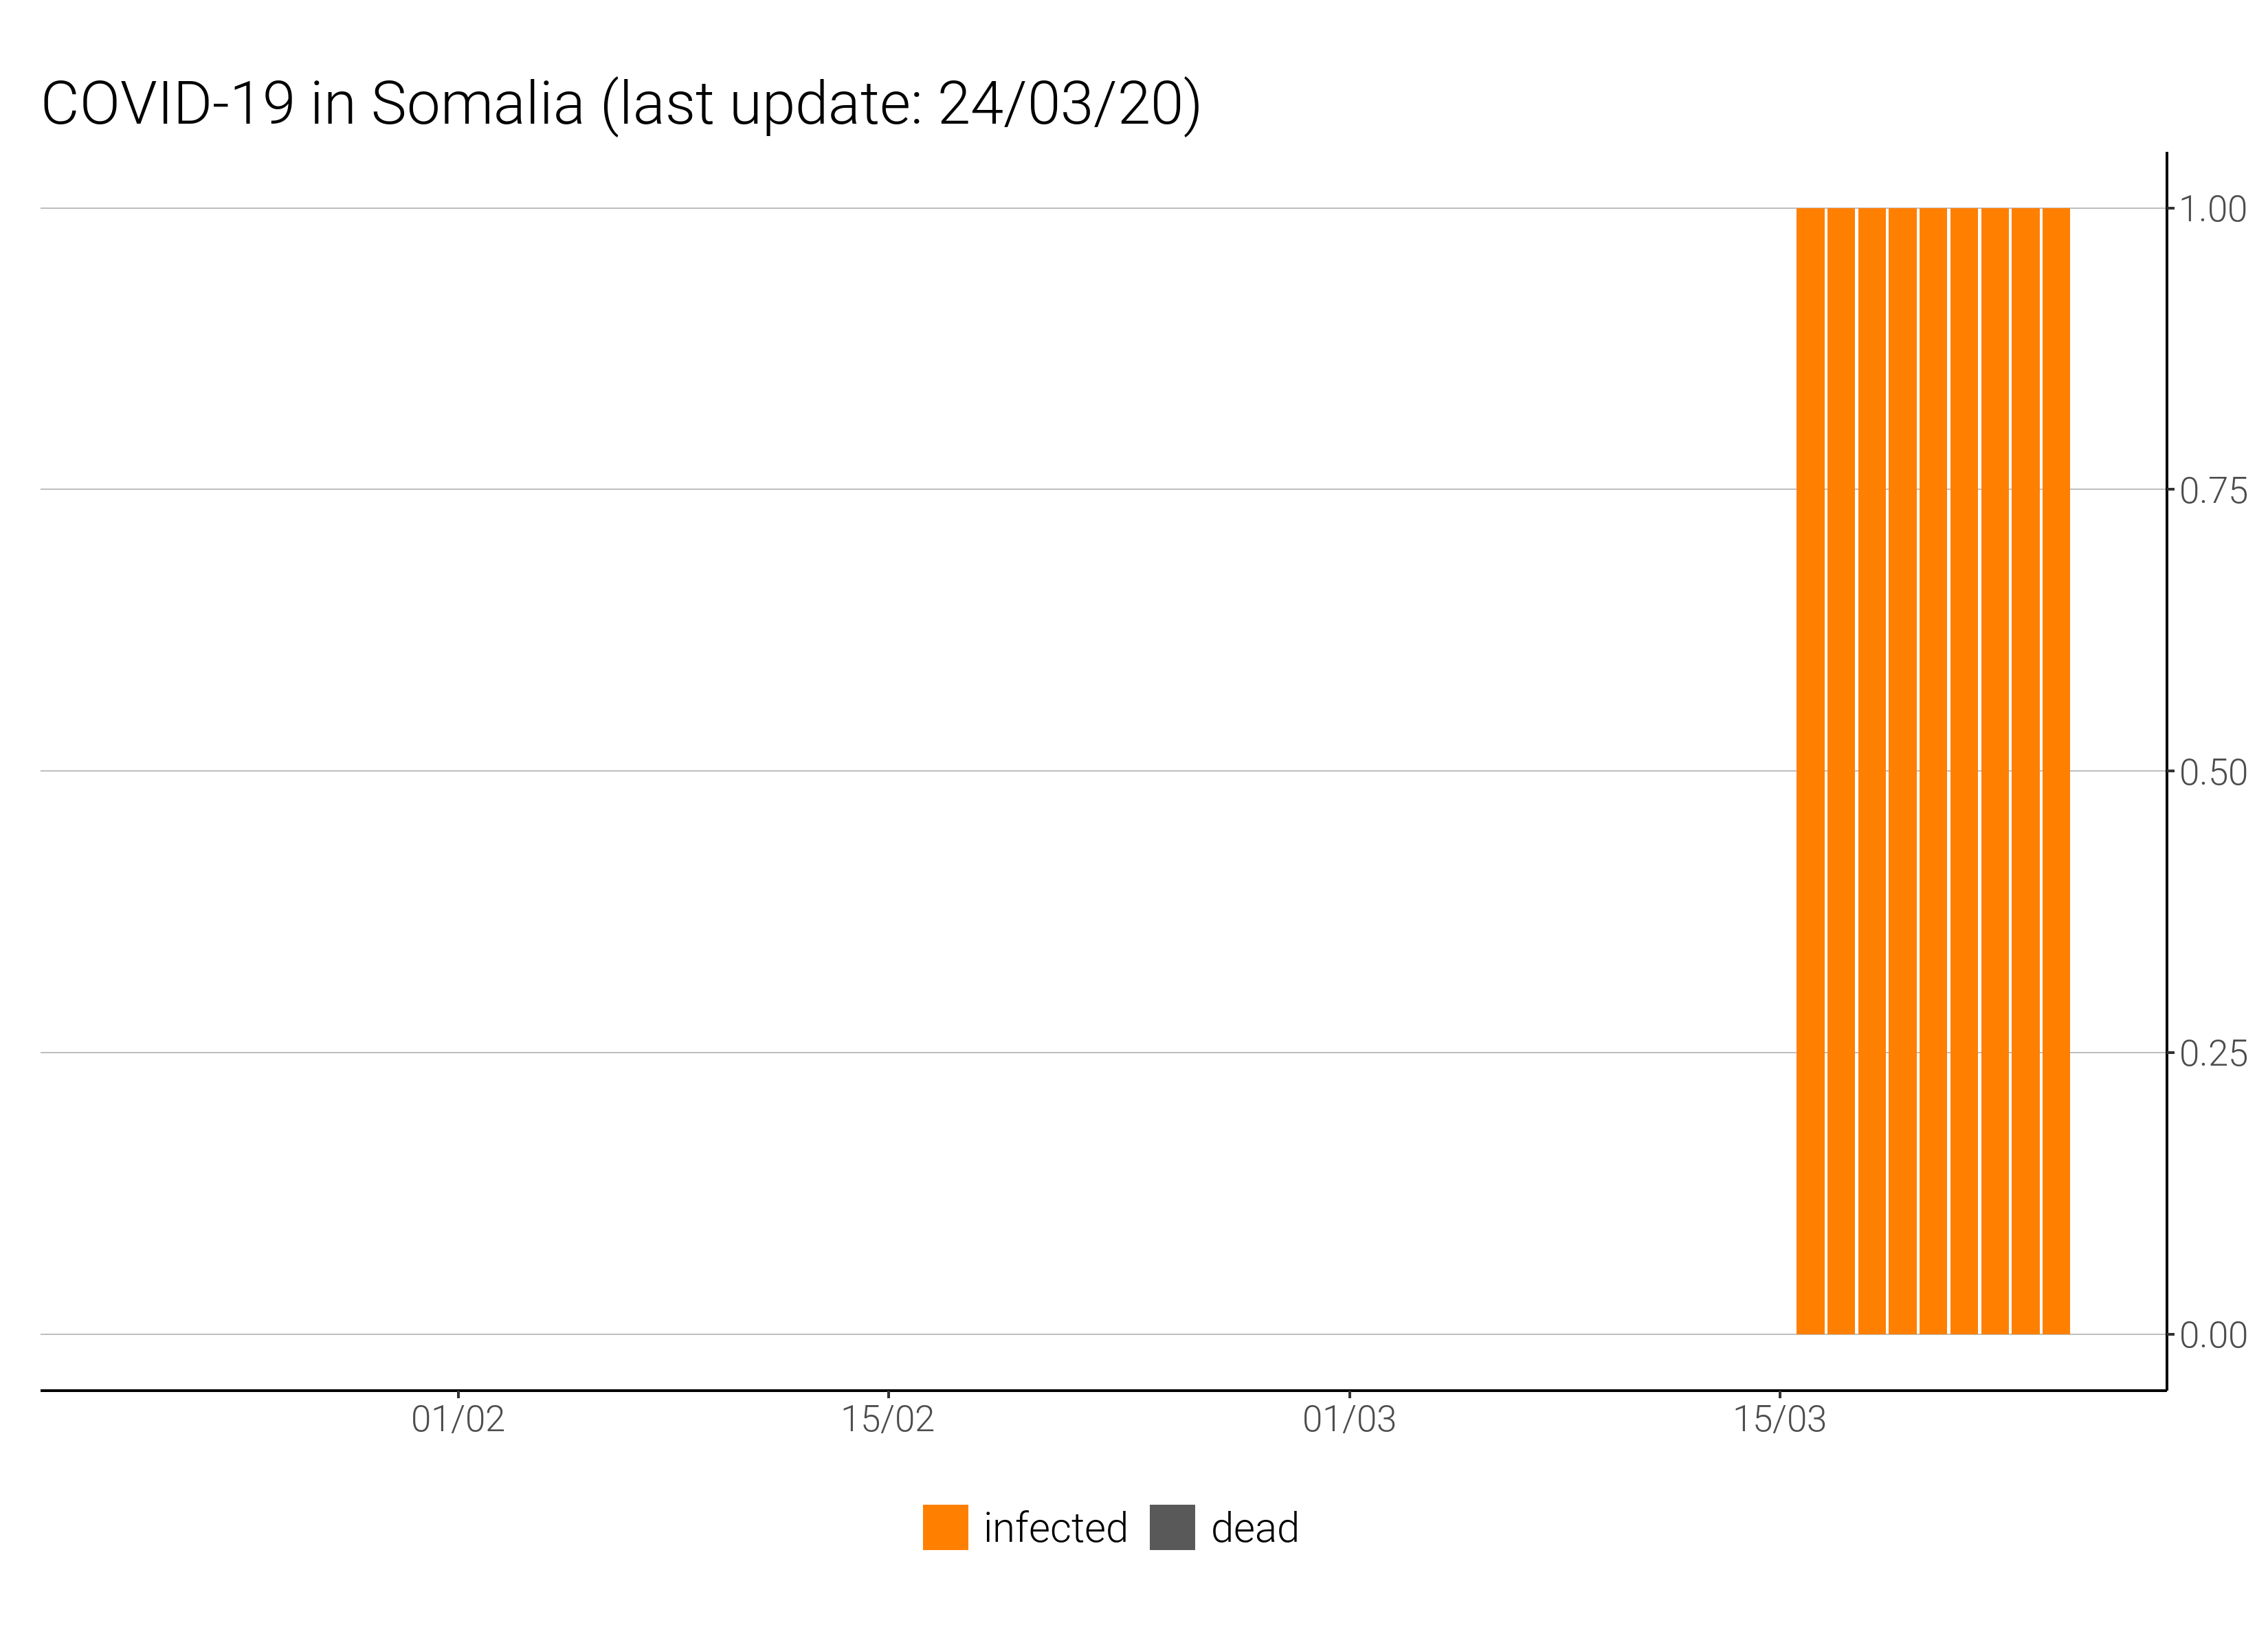 COVID-19 in Somalia (last update: 24/03/20)
1.00
0.75
0.50
0.25
0.00
01/02 15/02 01/03 15/03
infected dead